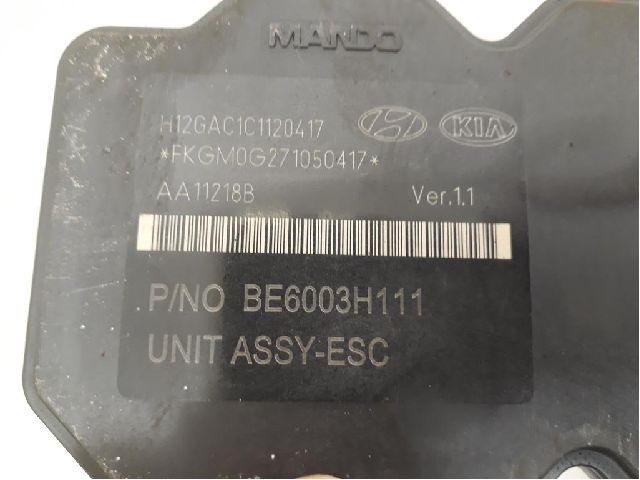 MANDO
H12GAC1C1120417
KIA
*FKGM0G271050417*
AA11218B Ver.1.1
P/NO BE6003H111
UNIT ASSY-ESC